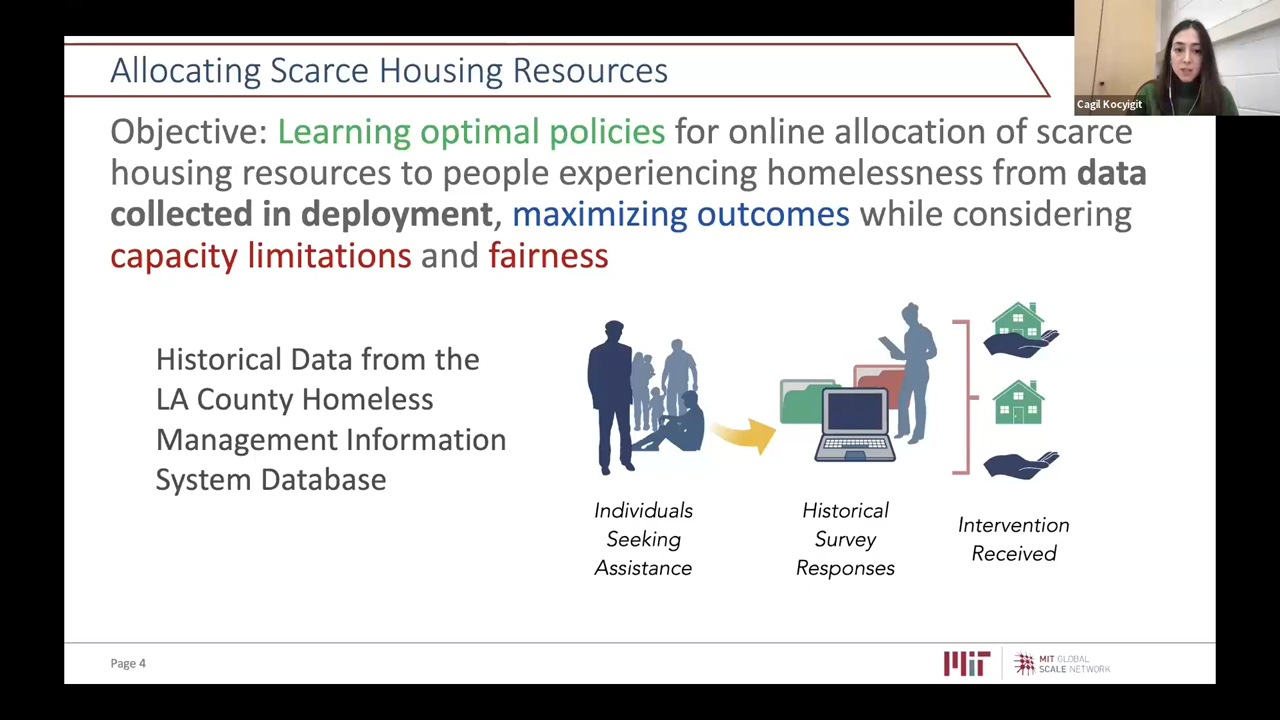 Allocating Scarce Housing Resources
Cagil Kocyigit
Objective: Learning optimal policies for online allocation of scarce
housing resources to people experiencing homelessness from data
collected in deployment, maximizing outcomes while considering
capacity limitations and fairness
Historical Data from the
LA County Homeless
Management Information
System Database
Individuals
Seeking
Assistance
Historical
Survey
Responses
Intervention
Received
Page 4
MIT
MIT GLOBAL
SCALE NETWORK